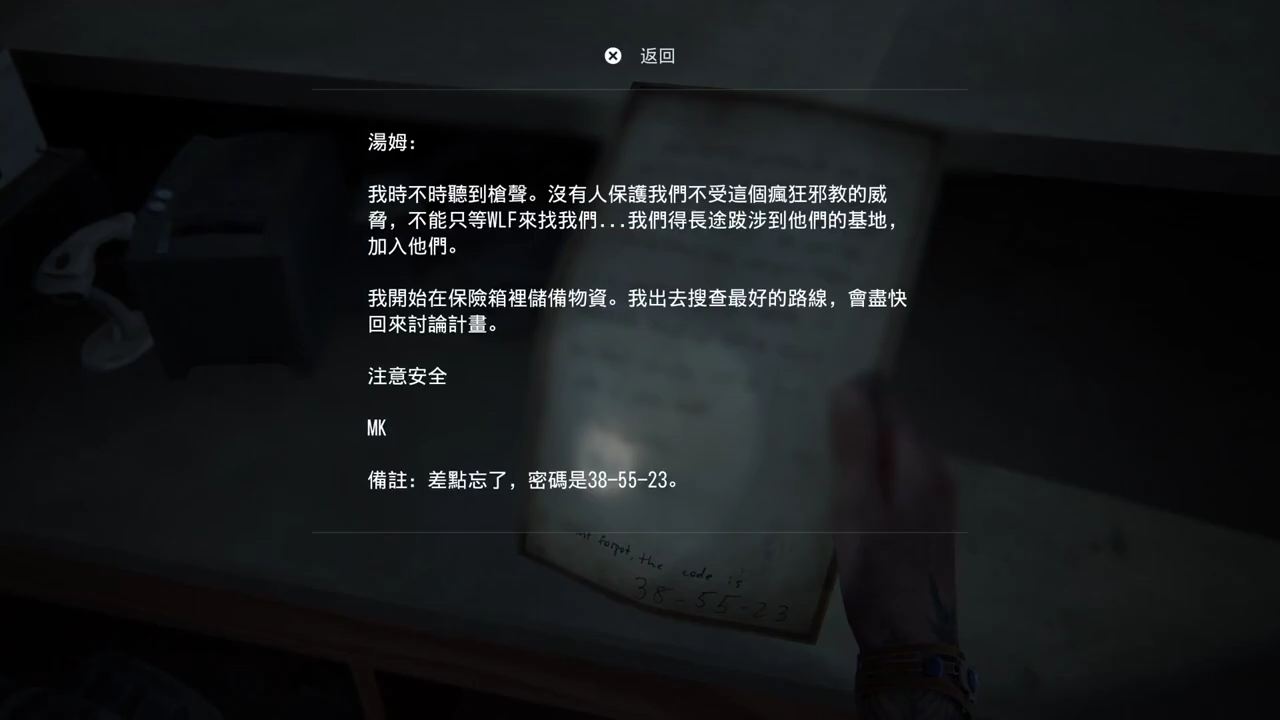 返回
湯姆：
我時不時聽到槍聲。沒有人保護我們不受這個瘋狂邪教的威
脅，不能只等WLF來找我們...我們得長途跋涉到他們的基地，
加入他們。
我開始在保險箱裡儲備物資。我出去搜查最好的路線，會盡快
回來討論計畫。
注意安全
MK
備註：差點忘了，密碼是38-55-23。
forgot, the code is
38-55-23